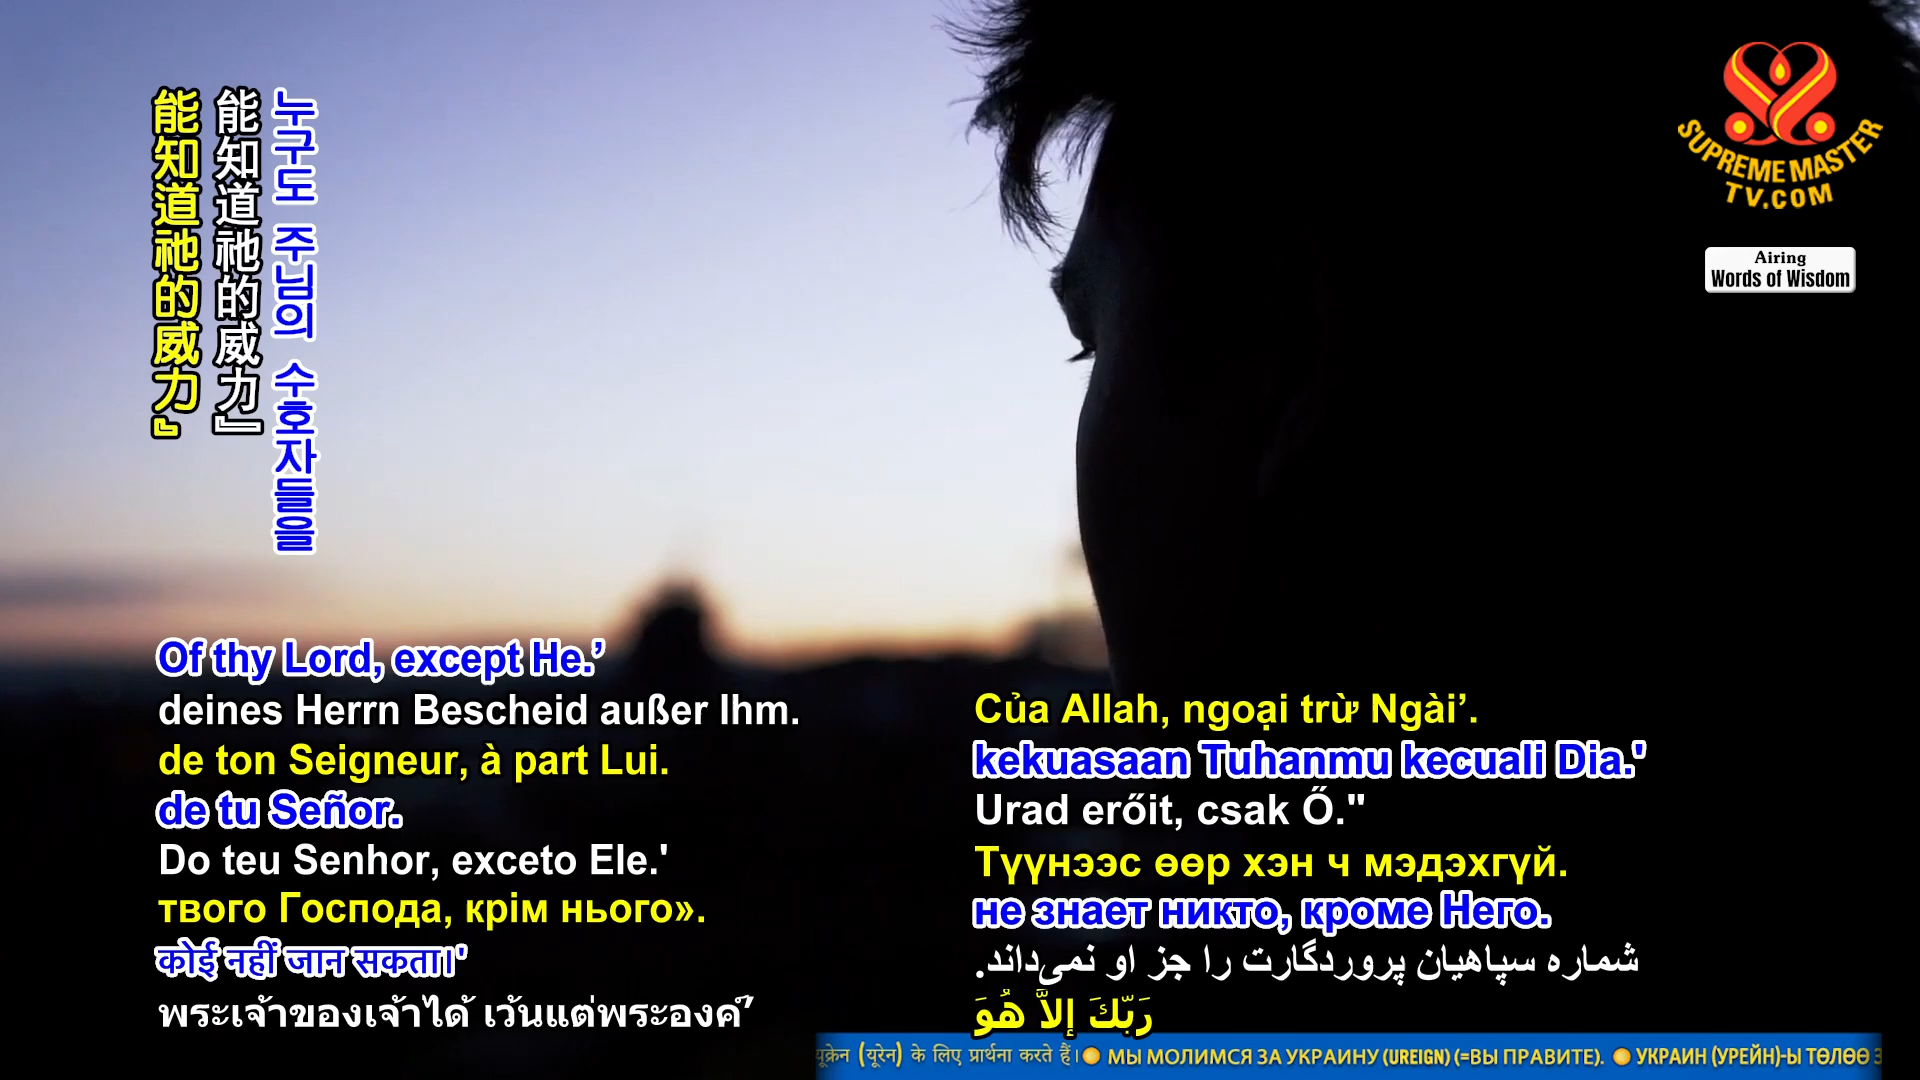 누구도 주님의 수호자들을
能知道祂的威力』
能知道祂的威力』
SUPREME MASTER
TV.COM
Airing
Words of Wisdom
Of thy Lord, except He.’
deines Herrn Bescheid außer Ihm.
de ton Seigneur, à part Lui.
de tu Señor.
Do teu Senhor, exceto Ele.'
твого Господа, крім нього».
कोई नहीं जान सकता।'
พระเจ้าของเจ้าได้ เว้นแต่พระองค์’
Của Allah, ngoại trừ Ngài’.
kekuasaan Tuhanmu kecuali Dia.'
Urad erőit, csak Ő."
Түүнээс өөр хэн ч мэдэхгүй.
не знает никто, кроме Него.
شماره سپاهیان پروردگارت را جز او نمی‌داند.
رَبِّكَ إِلاَّ هُوَ
यूक्रेन (यूरेन) के लिए प्रार्थना करते हैं। МЫ МОЛИМСЯ ЗА УКРАИНУ (UREIGN) (=ВЫ ПРАВИТЕ). УКРАИН (УРЕЙН)-Ы ТӨЛӨӨ